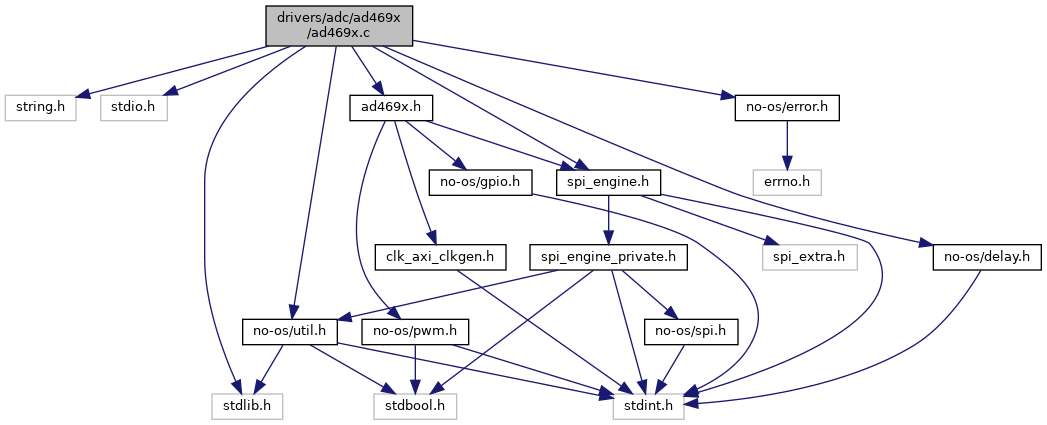 drivers/adc/ad469x
/ad469x.c
string.h
stdio.h
ad469x.h
no-os/error.h
no-os/gpio.h
spi_engine.h
errno.h
clk_axi_clkgen.h
spi_engine_private.h
spi_extra.h
no-os/delay.h
no-os/util.h
no-os/pwm.h
no-os/spi.h
stdlib.h
stdbool.h
stdint.h